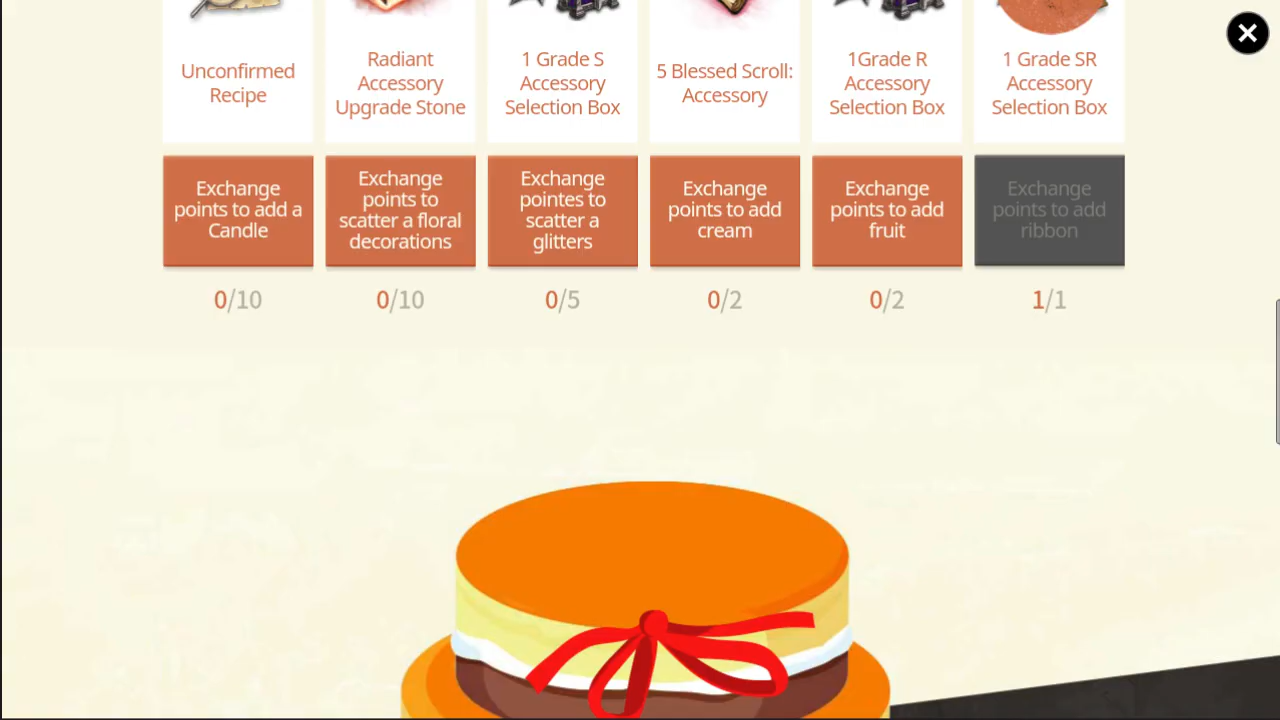 Unconfirmed
Recipe
Radiant
Accessory
Upgrade Stone
1 Grade S
Accessory
Selection Box
5 Blessed Scroll:
Accessory
1Grade R
Accessory
Selection Box
1 Grade SR
Accessory
Selection Box
Exchange
points to add a
Candle
Exchange
points to
scatter a floral
decorations
Exchange
pointes to
scatter a
glitters
Exchange
points to add
cream
Exchange
points to add
fruit
Exchange
points to add
ribbon
0/10
0/10
0/5
0/2
0/2
1/1